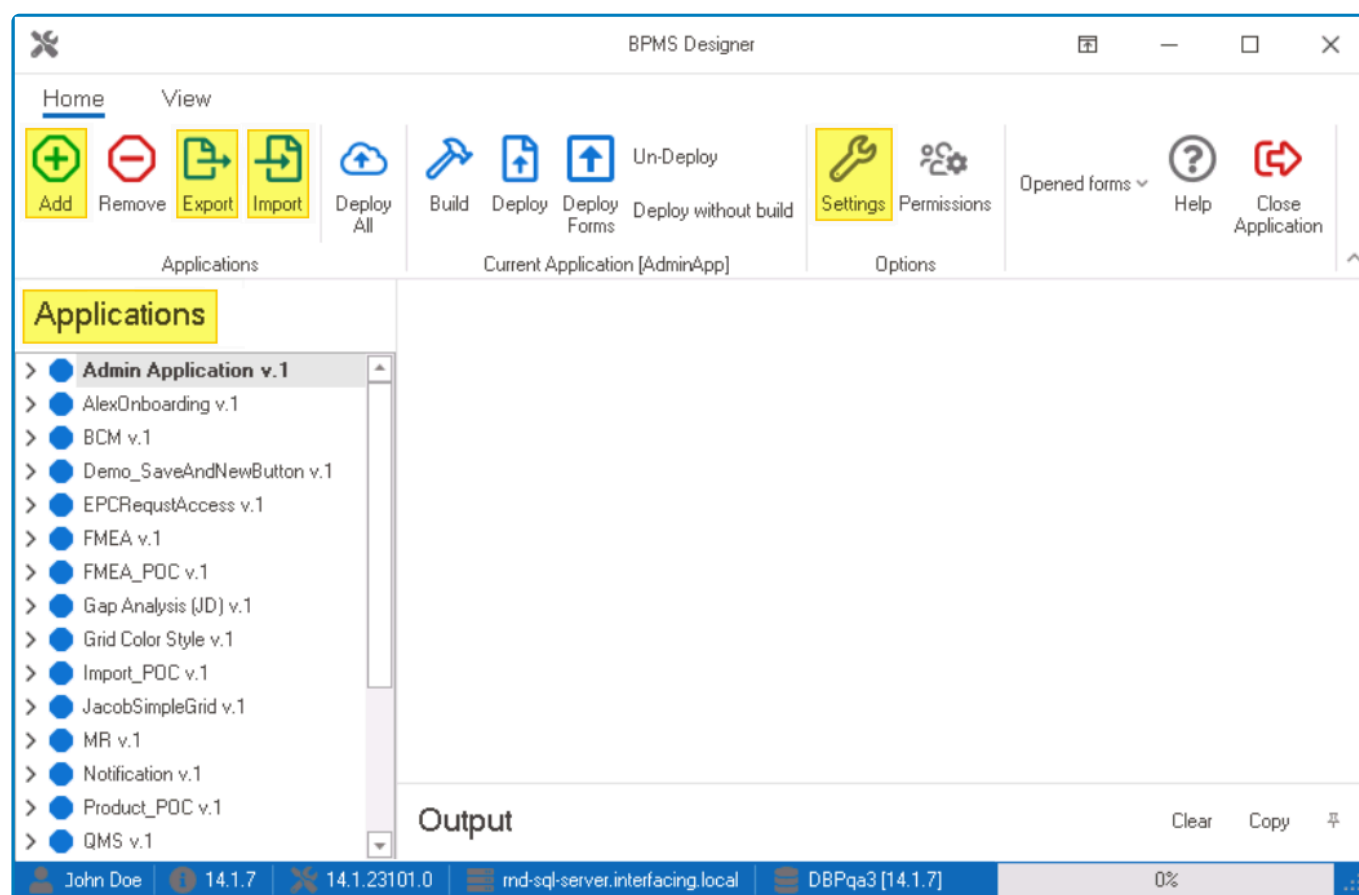 BPMS Designer
Home View
Add Remove Export Import Deploy All Build Deploy Deploy Forms Un-Deploy Deploy without build Settings Permissions Opened forms Help Close Application
Applications Current Application [AdminApp] Options
Applications
Admin Application v.1
AlexOnboarding v.1
BCM v.1
Demo_SaveAndNewButton v.1
EPCRequstAccess v.1
FMEA v.1
FMEA_POC v.1
Gap Analysis (JD) v.1
Grid Color Style v.1
Import_POC v.1
JacobSimpleGrid v.1
MR v.1
Notification v.1
Product_POC v.1
QMS v.1
Output Clear Copy
John Doe 14.1.7 14.1.23101.0 rnd-sql-server.interfacing.local DBPqa3 [14.1.7] 0%